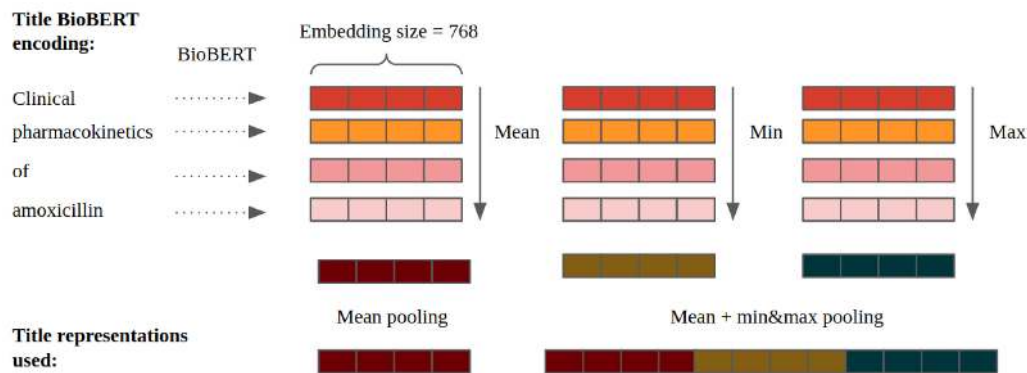 Title BioBERT
encoding:
BioBERT
Embedding size = 768
Clinical
pharmacokinetics
of
amoxicillin
Mean
Min
Max
Mean pooling
Mean + min&max pooling
Title representations
used: